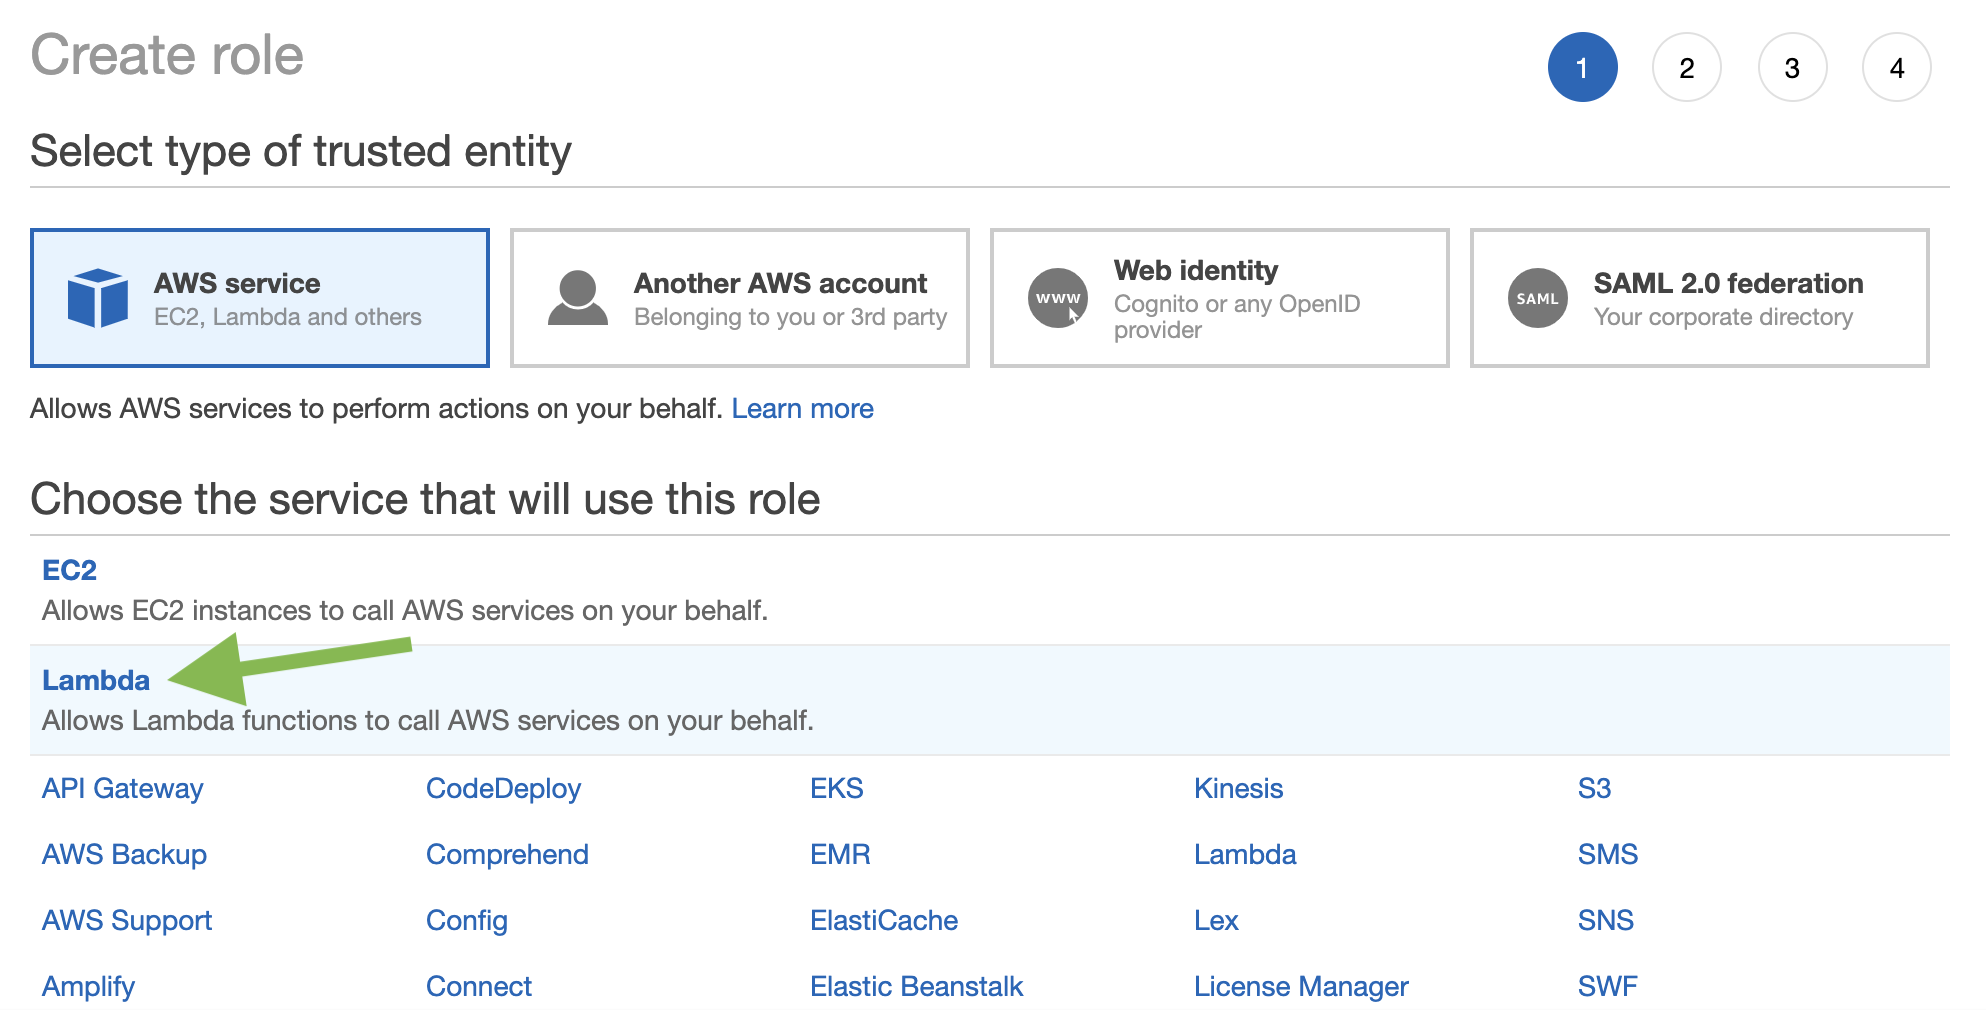 Create role
1 2 3 4
Select type of trusted entity
AWS service
EC2, Lambda and others
Another AWS account
Belonging to you or 3rd party
www
Web identity
Cognito or any OpenID
provider
SAML
SAML 2.0 federation
Your corporate directory
Allows AWS services to perform actions on your behalf. Learn more
Choose the service that will use this role
EC2
Allows EC2 instances to call AWS services on your behalf.
Lambda
Allows Lambda functions to call AWS services on your behalf.
API Gateway CodeDeploy EKS Kinesis S3
AWS Backup Comprehend EMR Lambda SMS
AWS Support Config ElastiCache Lex SNS
Amplify Connect Elastic Beanstalk License Manager SWF